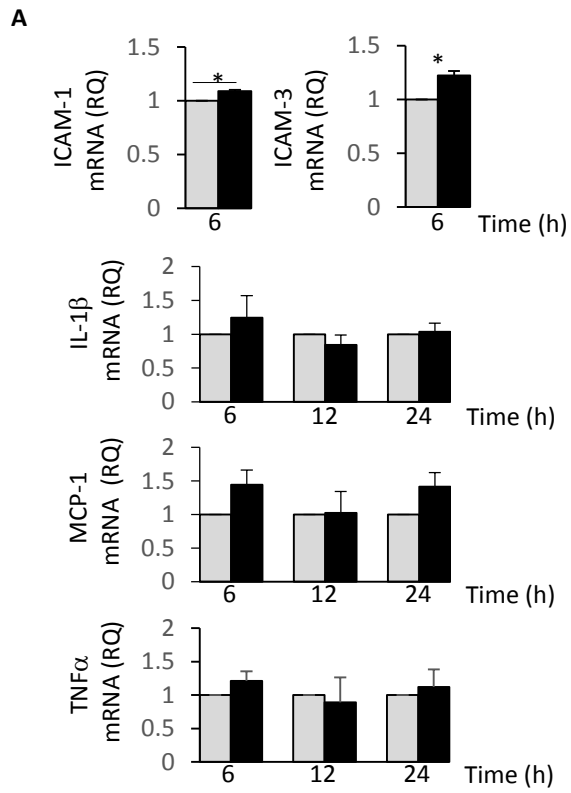 A
ICAM-1
mRNA (RQ)
1.5
1
0.5
0
*
6
ICAM-3
mRNA (RQ)
1.5
1
0.5
0
*
6
Time (h)
IL-1β
mRNA (RQ)
2
1.5
1
0.5
0
6 12 24
Time (h)
MCP-1
mRNA (RQ)
2
1.5
1
0.5
0
6 12 24
Time (h)
TNFα
mRNA (RQ)
2
1.5
1
0.5
0
6 12 24
Time (h)